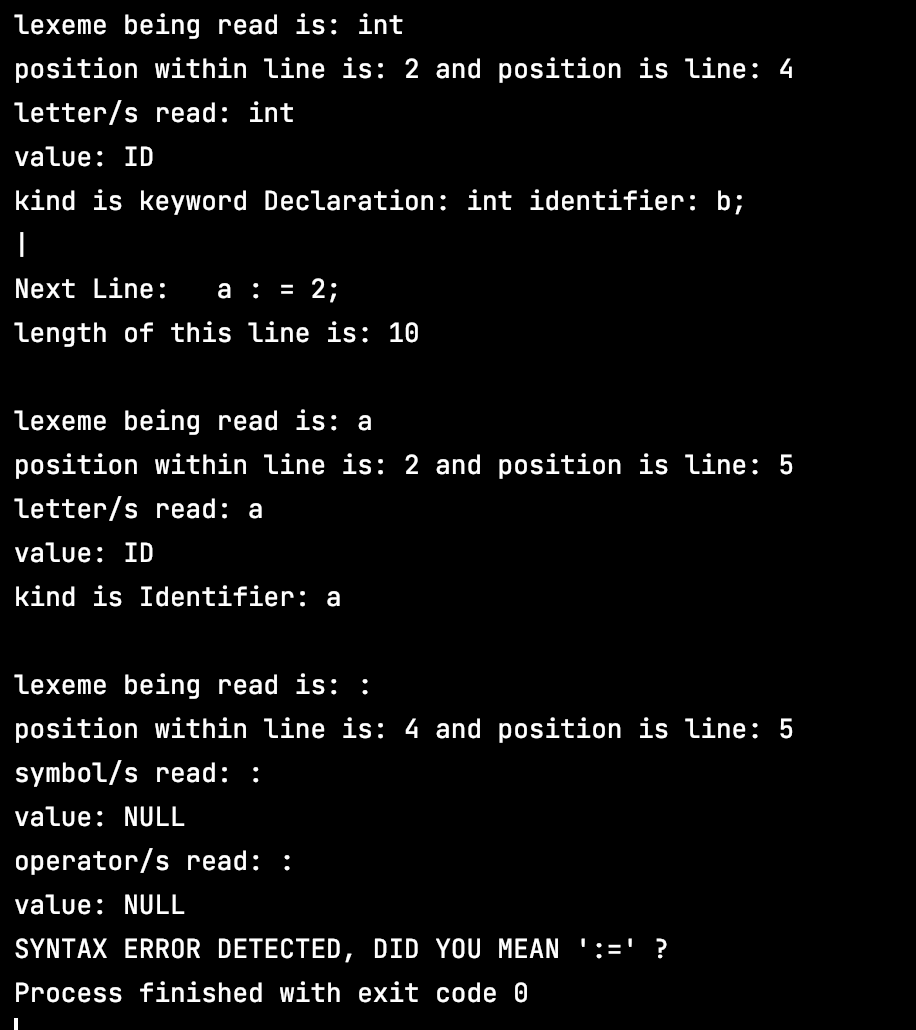 lexeme being read is: int
position within line is: 2 and position is line: 4
letter/s read: int
value: ID
kind is keyword Declaration: int identifier: b;
|
Next Line:   a : = 2;
length of this line is: 10
lexeme being read is: a
position within line is: 2 and position is line: 5
letter/s read: a
value: ID
kind is Identifier: a
lexeme being read is: :
position within line is: 4 and position is line: 5
symbol/s read: :
value: NULL
operator/s read: :
value: NULL
SYNTAX ERROR DETECTED, DID YOU MEAN ':=' ?
Process finished with exit code 0